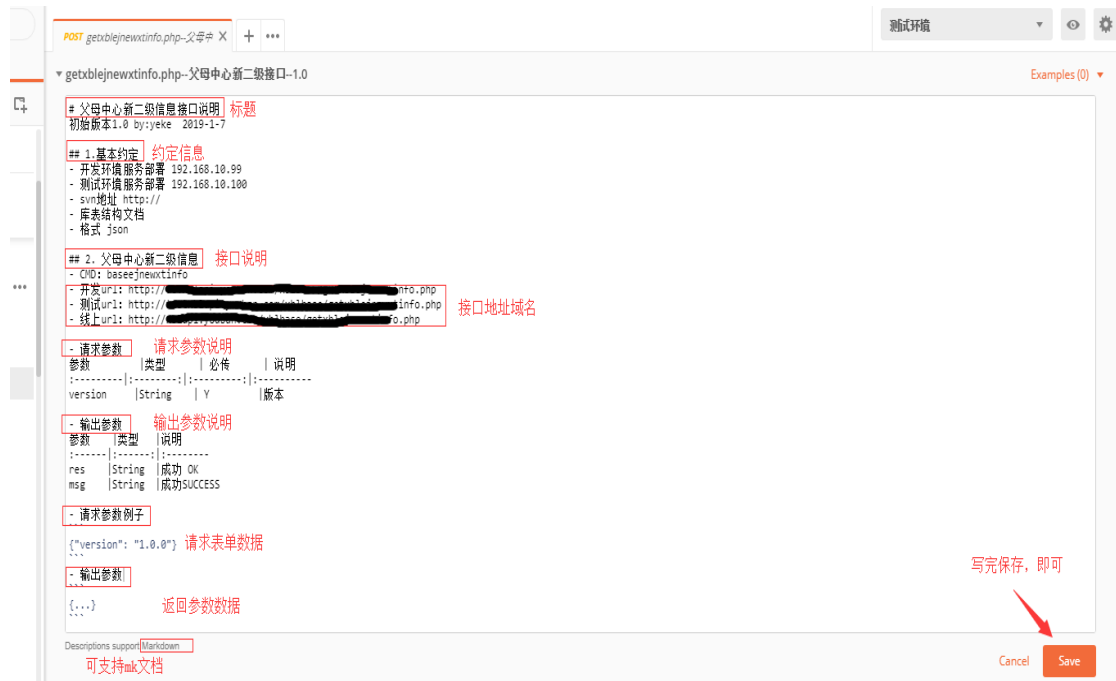 POST getxblejnewxtinfo.php--父母中 X + •••
测试环境
getxblejnewxtinfo.php--父母中心新二级接口--1.0
Examples (0)
# 父母中心新二级信息接口说明 标题
初始版本1.0 by:yeke 2019-1-7
## 1.基本约定 约定信息
- 开发环境服务部署 192.168.10.99
- 测试环境服务部署 192.168.10.100
- svn地址 http://
- 库表结构文档
- 格式 json
## 2. 父母中心新二级信息 接口说明
- CMD: baseejnewxtinfo
- 开发url: http:// nfo.php
- 测试url: http:// info.php
接口地址域名
- 线上url: http:// fo.php
- 请求参数 请求参数说明
参数 |类型 | 必传 | 说明
:---------|:--------:|:---------:|:----------
version |String | Y |版本
- 输出参数 输出参数说明
参数 |类型 |说明
:------|:------:|:--------
res |String |成功 OK
msg |String |成功SUCCESS
- 请求参数例子
```
{"version": "1.0.0"} 请求表单数据
```
- 输出参数
```
{...} 返回参数数据
```
写完保存，即可
Descriptions support Markdown
可支持mk文档
Cancel Save